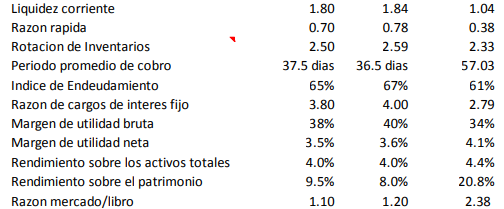 Liquidez corriente 1.80 1.84 1.04
Razon rapida 0.70 0.78 0.38
Rotacion de Inventarios 2.50 2.59 2.33
Periodo promedio de cobro 37.5 dias 36.5 dias 57.03
Indice de Endeudamiento 65% 67% 61%
Razon de cargos de interes fijo 3.80 4.00 2.79
Margen de utilidad bruta 38% 40% 34%
Margen de utilidad neta 3.5% 3.6% 4.1%
Rendimiento sobre los activos totales 4.0% 4.0% 4.4%
Rendimiento sobre el patrimonio 9.5% 8.0% 20.8%
Razon mercado/libro 1.10 1.20 2.38